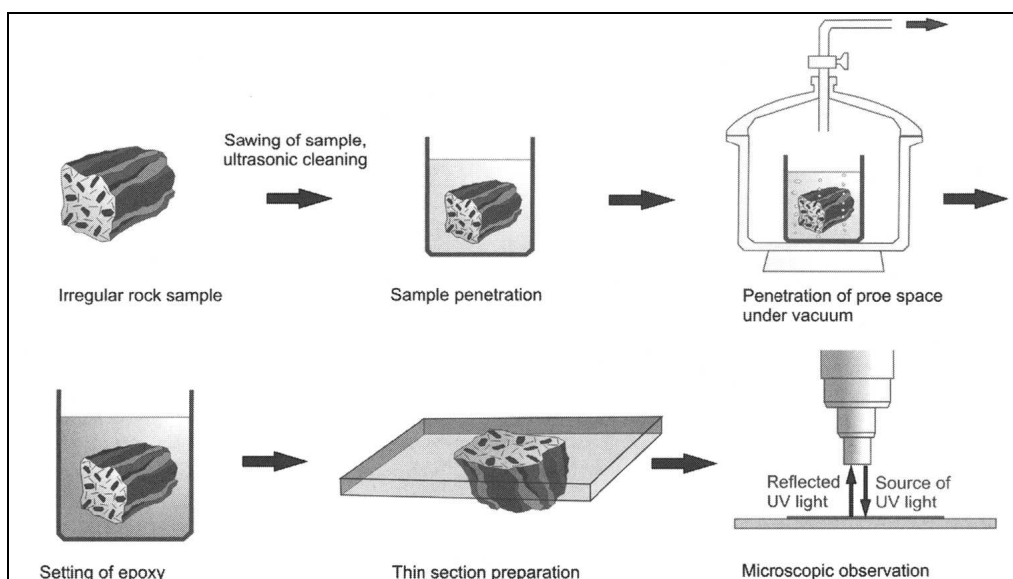 Sawing of sample,
ultrasonic cleaning
Irregular rock sample
Sample penetration
Penetration of proe space
under vacuum
Reflected
UV light
Source of
UV light
Setting of epoxy
Thin section preparation
Microscopic observation